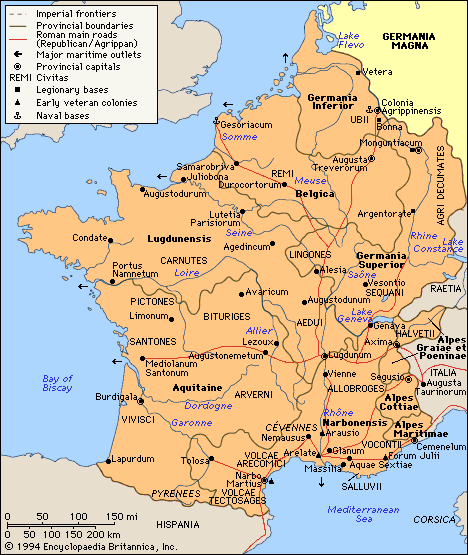 Imperial frontiers
Provincial boundaries
Roman main roads
(Republican/Agrippan)
Major maritime outlets
Provincial capitals
REMI Civitas
Legionary bases
Early veteran colonies
Naval bases
Lake
Flevo
GERMANIA
MAGNA
Vetera
Germania
Inferior
Colonia
Agrippinensis
UBII
Bonna
Gesoriacum
Somme
Monguntiacum
Samarobriva
Juliobona
REMI
Durocortorum
Meuse
Augusta
Treverorum
AGRI DECUMATES
Augustodurum
Belgica
Lutetia
Parisiorum
Argentorate
Seine
Rhine
Lake
Constance
Condate
Lugdunensis
Agedincum
CARNUTES
LINGONES
Germania
Superior
Loire
Alesia
Saône
Portus
Namnetum
Vesontio
SEQUANI
RAETIA
Avaricum
Augustodunum
PICTONES
Limonum
BITURIGES
Lake
Geneva
AEDUI
Genava
HALVETII
Allier
SANTONES
Lezoux
Axima
Alpes
Graiae et
Poeninae
Augustonemetum
Lugdunum
Mediolanum
Santonum
Vienne
ITALIA
Segusio
Bay of
Biscay
Aquitaine
ALLOBROGES
Augusta
Taurinorum
Burdigala
ARVERNI
Alpes
Cottiae
Dordogne
Rhône
VIVISCI
Garonne
Narbonensis
CÉVENNES
Arausio
Alpes
Maritimae
Nemausus
VOCONTII
Cemenelum
Lapurdum
Tolosa
VOLCAE
ARECOMICI
Arelate
Glanum
Forum Julii
Massilia
Aquae Sextiae
Narbo
Martius
SALLUVII
PYRENEES
VOLCAE
TECTOSAGES
Mediterranean
Sea
CORSICA
HISPANIA
0 50 100 150 mi
0 50 100 150 200 km
© 1994 Encyclopaedia Britannica, Inc.